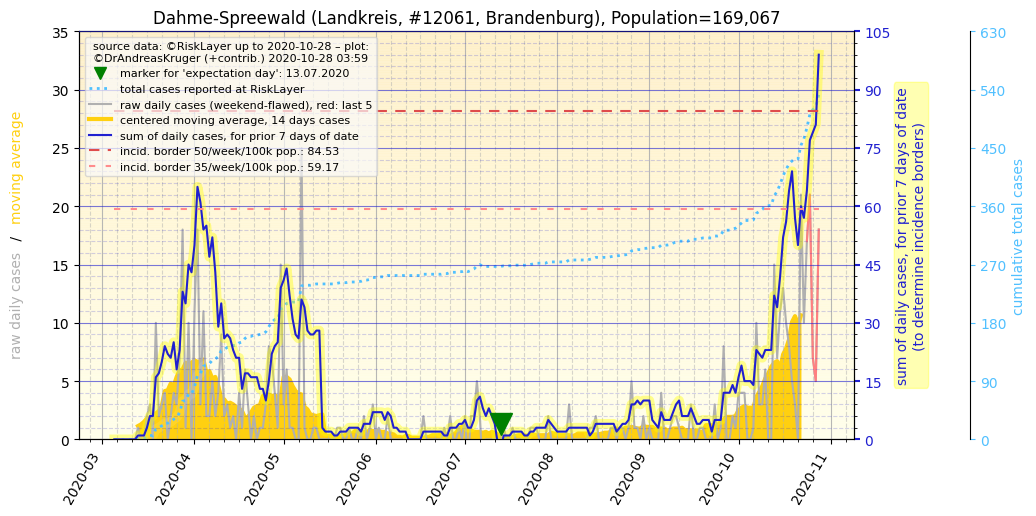 Dahme-Spreewald (Landkreis, #12061, Brandenburg), Population=169,067
source data: ©RiskLayer up to 2020-10-28 – plot:
©DrAndreasKruger (+contrib.) 2020-10-28 03:59
marker for 'expectation day': 13.07.2020
total cases reported at RiskLayer
raw daily cases (weekend-flawed), red: last 5
centered moving average, 14 days cases
sum of daily cases, for prior 7 days of date
incid. border 50/week/100k pop.: 84.53
incid. border 35/week/100k pop.: 59.17
raw daily cases / moving average
35
30
25
20
15
10
5
0
105
90
75
60
45
30
15
0
sum of daily cases, for prior 7 days of date
(to determine incidence borders)
630
540
450
360
270
180
90
0
cumulative total cases
2020-03
2020-04
2020-05
2020-06
2020-07
2020-08
2020-09
2020-10
2020-11